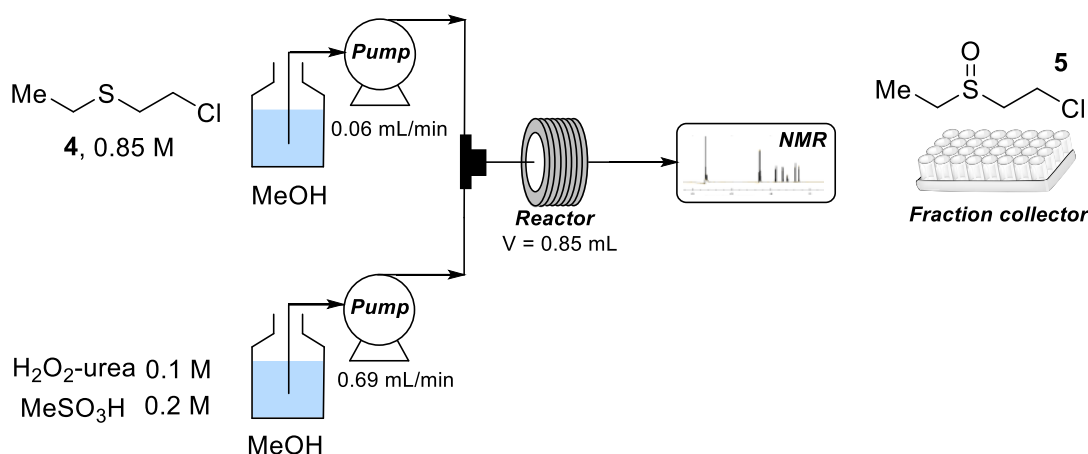 Pump
Me
S
Cl
4, 0.85 M
0.06 mL/min
MeOH
NMR
Reactor
V = 0.85 mL
O
5
Me
S
Cl
Fraction collector
Pump
H₂O₂-urea 0.1 M
MeSO₃H 0.2 M
0.69 mL/min
MeOH